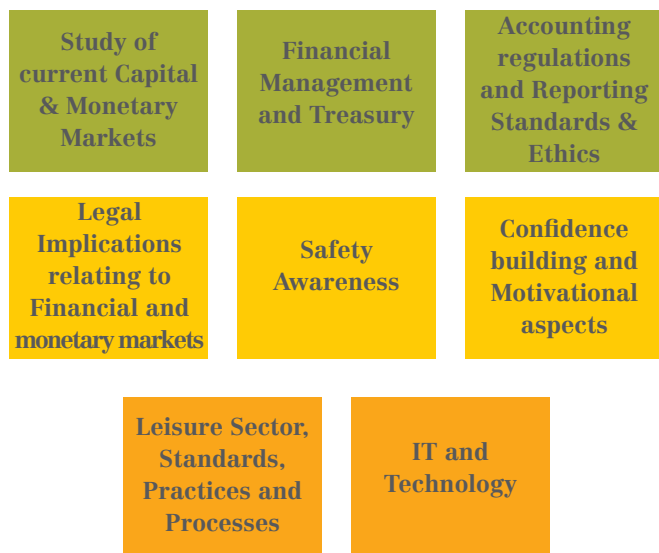 Study of
current Capital
& Monetary
Markets
Financial
Management
and Treasury
Accounting
regulations
and Reporting
Standards &
Ethics
Legal
Implications
relating to
Financial and
monetary markets
Safety
Awareness
Confidence
building and
Motivational
aspects
Leisure Sector,
Standards,
Practices and
Processes
IT and
Technology